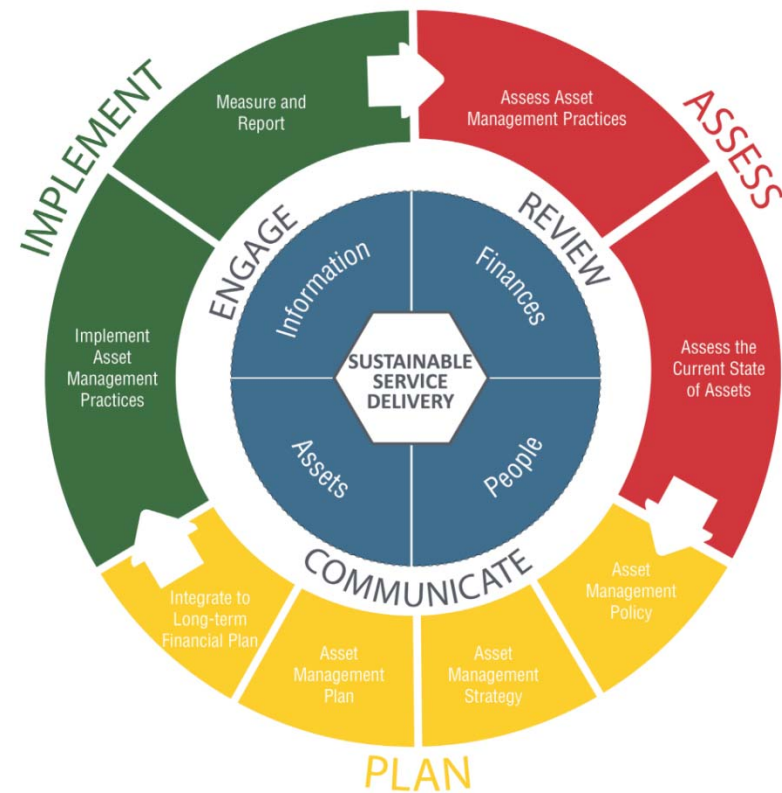 IMPLEMENT
Measure and
Report
Assess Asset
Management Practices
ASSESS
ENGAGE
REVIEW
Information
Finances
Implement
Asset
Management
Practices
SUSTAINABLE
SERVICE
DELIVERY
Assess the
Current State
of Assets
Assets
People
COMMUNICATE
Integrate to
Long-term
Financial Plan
Asset
Management
Plan
Asset
Management
Strategy
Asset
Management
Policy
PLAN